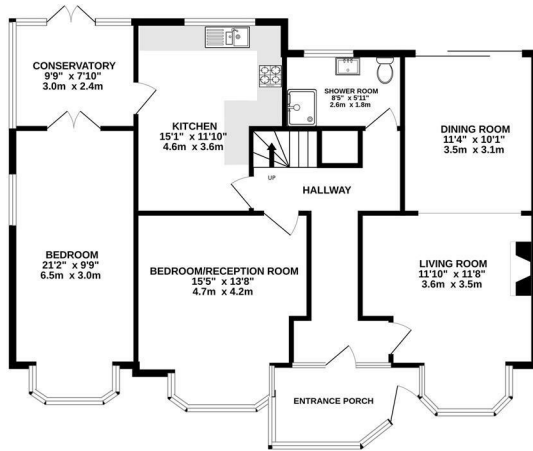 CONSERVATORY
9'9" x 7'10"
3.0m x 2.4m
KITCHEN
15'1" x 11'10"
4.6m x 3.6m
SHOWER ROOM
8'5" x 5'11"
2.6m x 1.8m
DINING ROOM
11'4" x 10'1"
3.5m x 3.1m
UP
HALLWAY
BEDROOM
21'2" x 9'9"
6.5m x 3.0m
BEDROOM/RECEPTION ROOM
15'5" x 13'8"
4.7m x 4.2m
LIVING ROOM
11'10" x 11'8"
3.6m x 3.5m
ENTRANCE PORCH